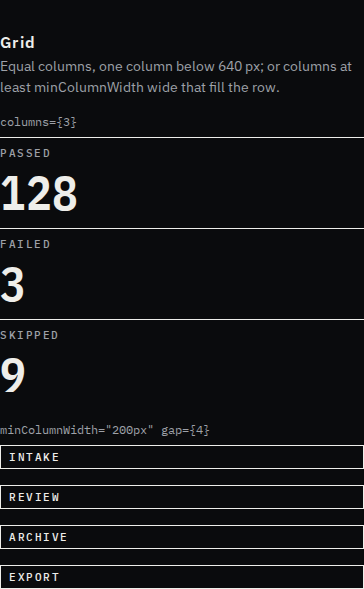 Grid
Equal columns, one column below 640 px; or columns at
least minColumnWidth wide that fill the row.
columns={3}
PASSED
128
FAILED
3
SKIPPED
9
minColumnWidth="200px" gap={4}
INTAKE
REVIEW
ARCHIVE
EXPORT